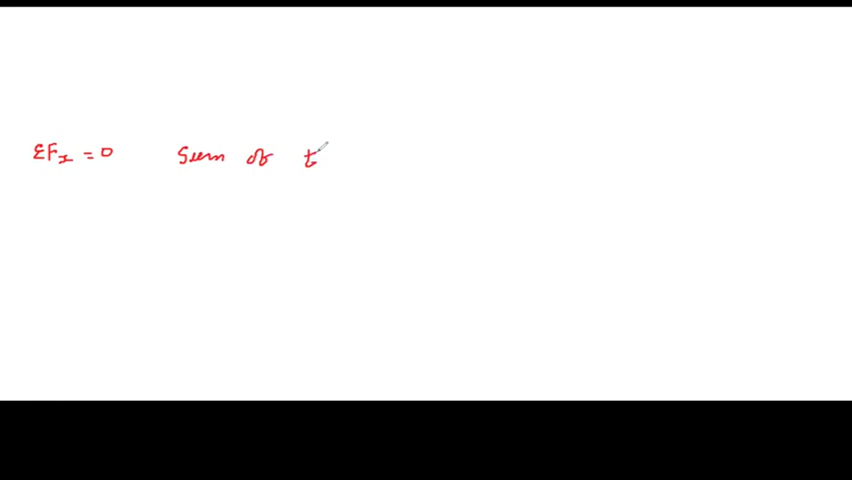 ΣFx = 0 Sum of t